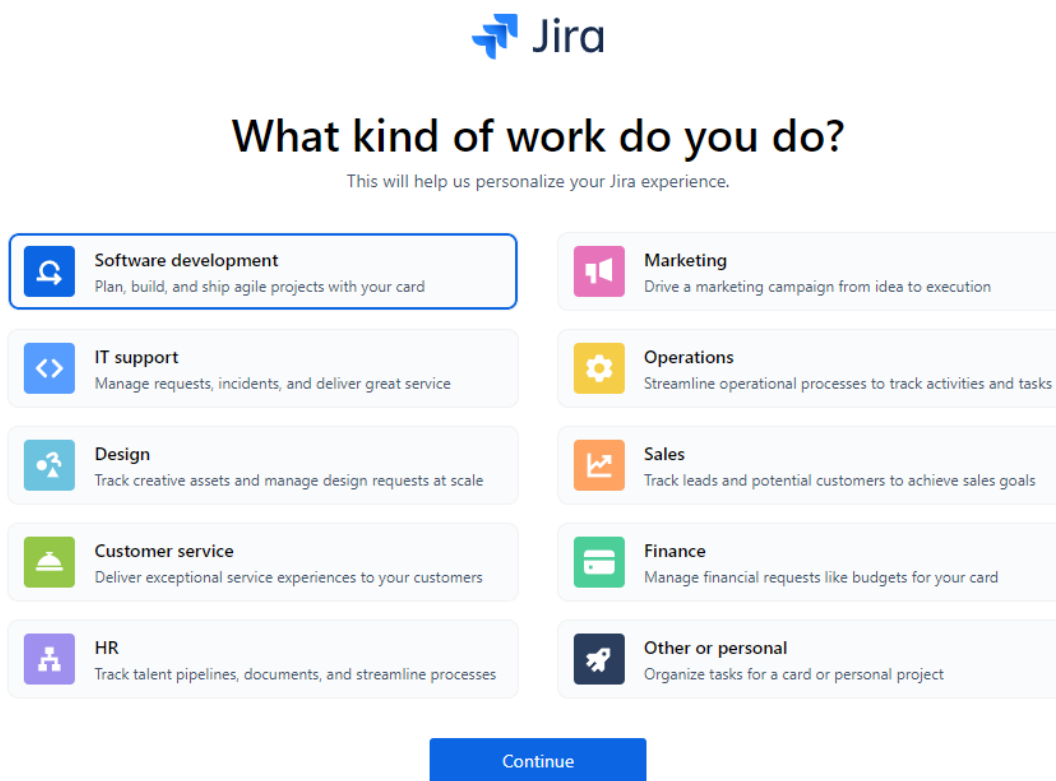 Jira
What kind of work do you do?
This will help us personalize your Jira experience.
Software development
Plan, build, and ship agile projects with your card
Marketing
Drive a marketing campaign from idea to execution
IT support
Manage requests, incidents, and deliver great service
Operations
Streamline operational processes to track activities and tasks
Design
Track creative assets and manage design requests at scale
Sales
Track leads and potential customers to achieve sales goals
Customer service
Deliver exceptional service experiences to your customers
Finance
Manage financial requests like budgets for your card
HR
Track talent pipelines, documents, and streamline processes
Other or personal
Organize tasks for a card or personal project
Continue